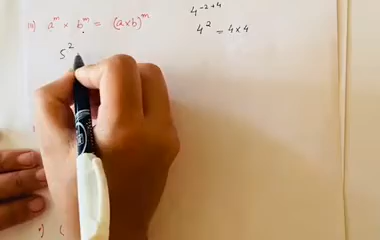 iii) a^m × b^m = (a×b)^m
4^-2+4
5^2
4^2 = 4×4